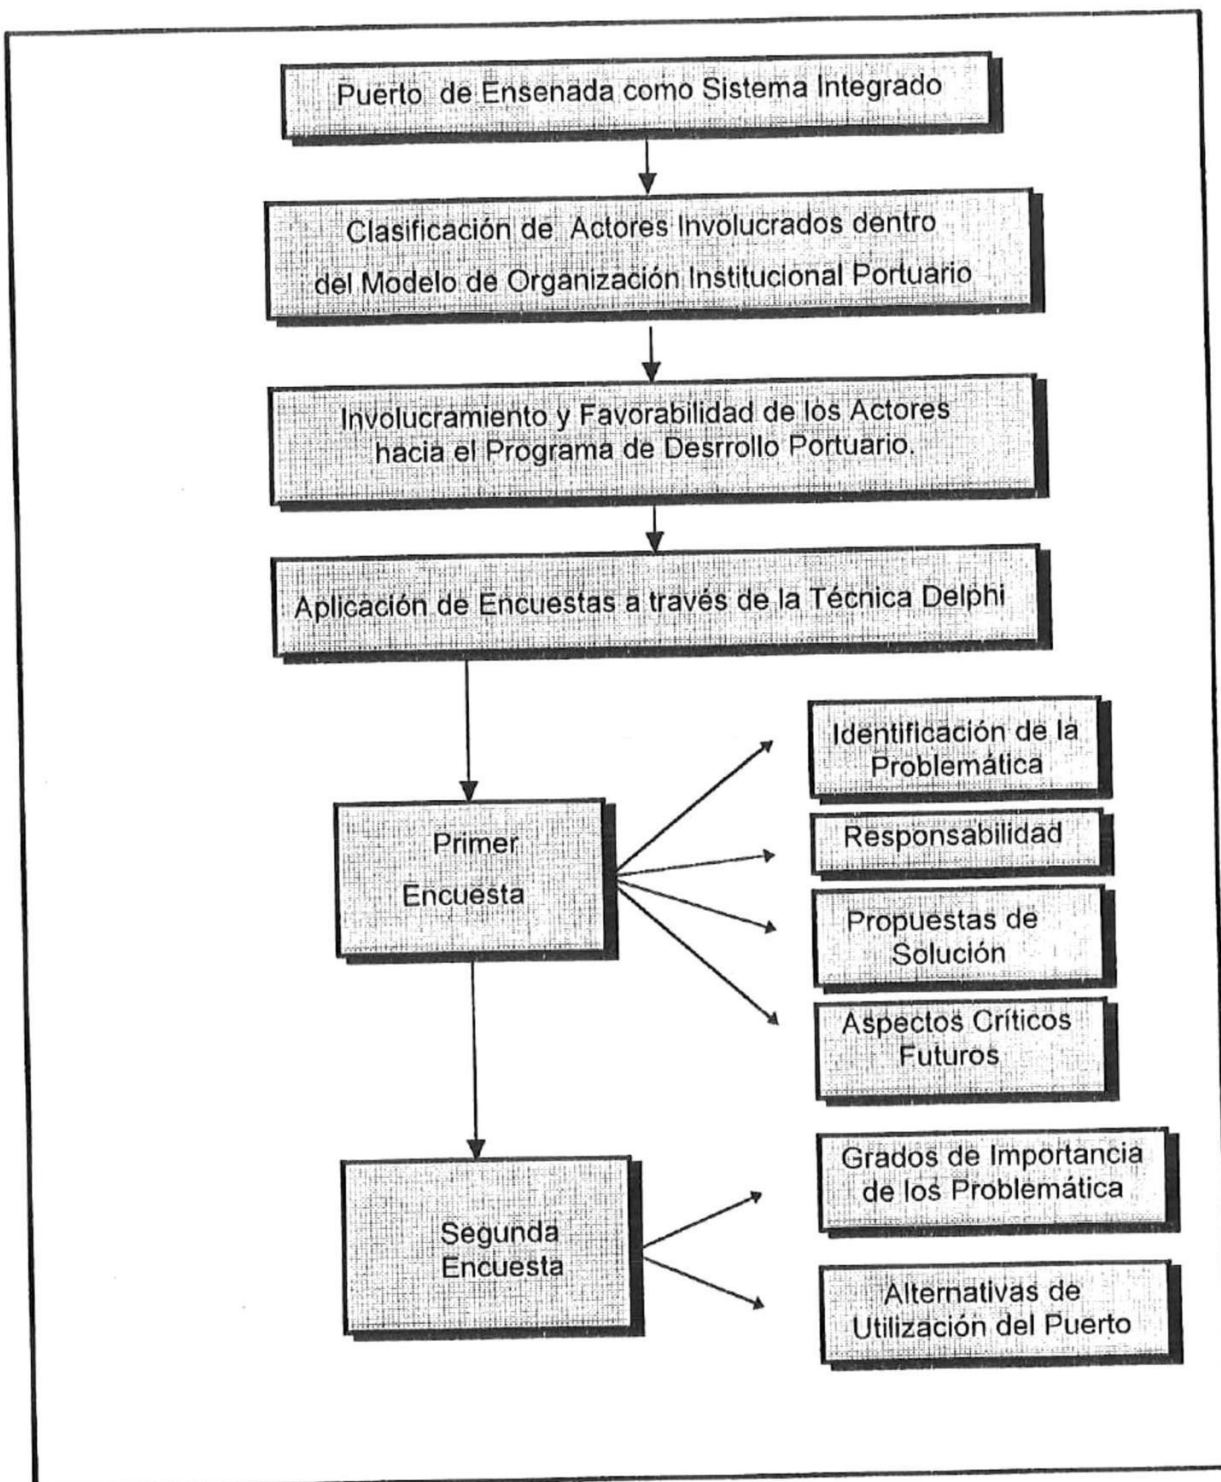 Puerto de Ensenada como Sistema Integrado
Clasificación de Actores Involucrados dentro
del Modelo de Organización Institucional Portuario
Involucramiento y Favorabilidad de los Actores
hacia el Programa de Desrrollo Portuario.
Aplicación de Encuestas a través de la Técnica Delphi
Primer
Encuesta
Identificación de la
Problemática
Responsabilidad
Propuestas de
Solución
Aspectos Críticos
Futuros
Segunda
Encuesta
Grados de Importancia
de los Problemática
Alternativas de
Utilización del Puerto